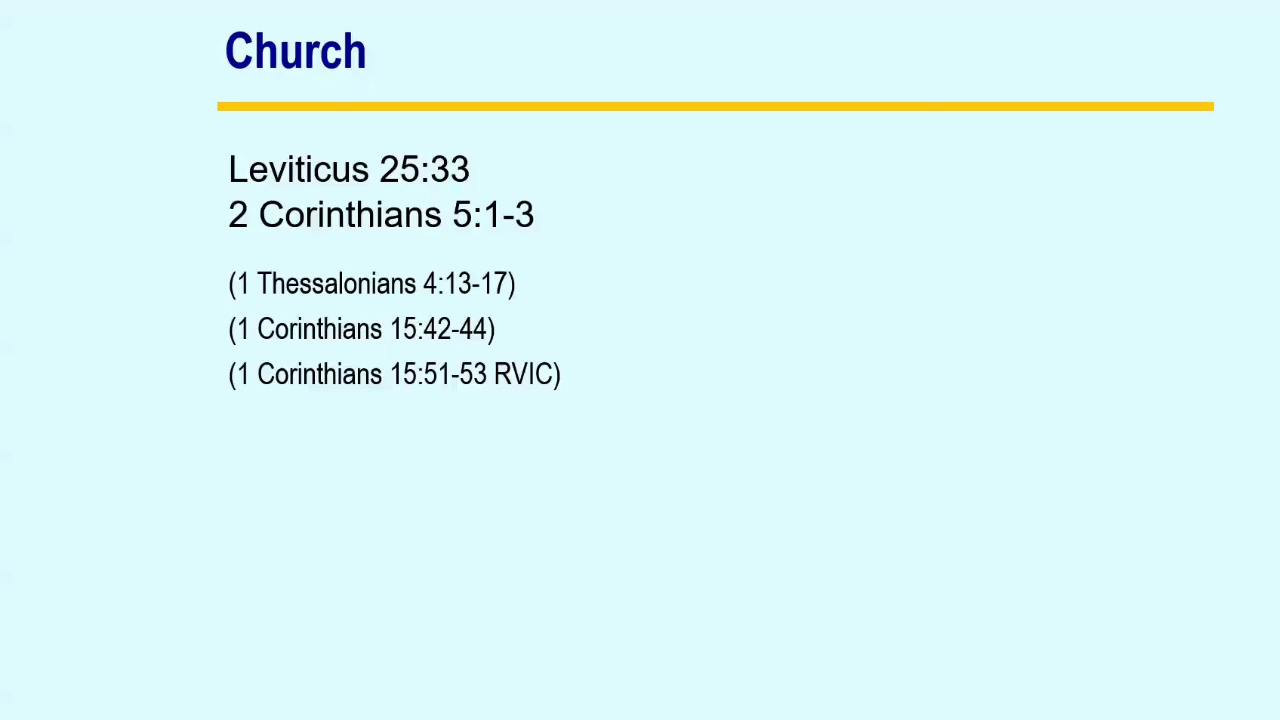 Church
Leviticus 25:33
2 Corinthians 5:1-3
(1 Thessalonians 4:13-17)
(1 Corinthians 15:42-44)
(1 Corinthians 15:51-53 RVIC)